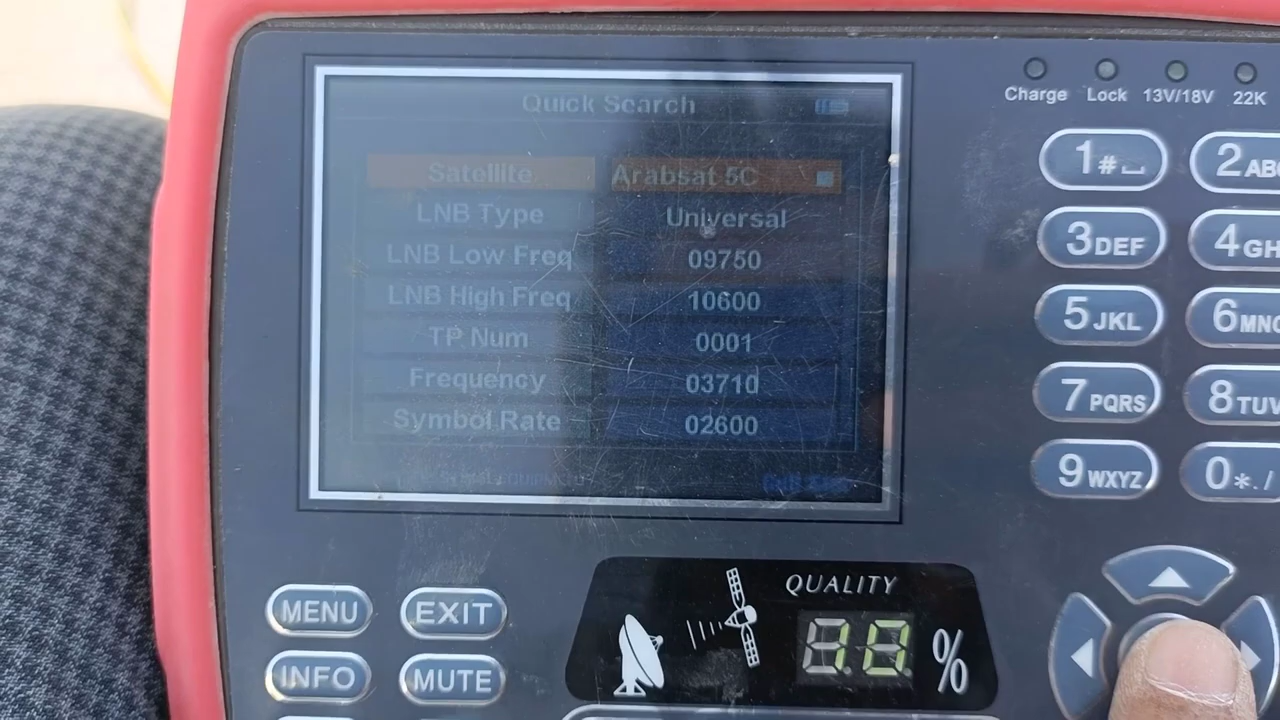 Quick Search
Satellite Arabsat 5C
LNB Type Universal
LNB Low Freq 09750
LNB High Freq 10600
TP Num 0001
Frequency 03710
Symbol Rate 02600
Charge Lock 13V/18V 22K
1#
2ABC
3DEF
4GH
5JKL
6MNO
7PQRS
8TUV
9WXYZ
0*./
MENU EXIT
INFO MUTE
QUALITY
10 %